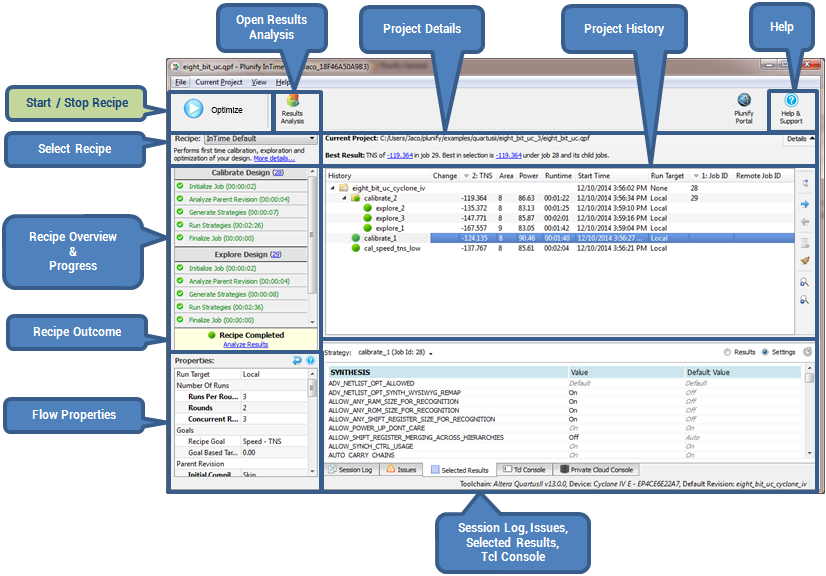 Open Results
Analysis
Project Details
Project History
Help
Start / Stop Recipe
Select Recipe
Recipe Overview
&
Progress
Recipe Outcome
Flow Properties
Session Log, Issues,
Selected Results,
Tcl Console
eight_bit_uc.qpf - Plunify InTime
Jaco_18F46A50A9B3)
File Current Project View Help
Optimize
Results
Analysis
Plunify
Portal
Help &
Support
Recipe: InTime Default
Performs first time calibration, exploration and
optimization of your design. More details...
Current Project: C:/Users/Jaco/plunify/examples/quartusii/eight_bit_uc_3/eight_bit_uc.qpf
Details
Best Result: TNS of -119.364 in job 29. Best in selection is -119.364 under job 28 and its child jobs.
Calibrate Design (28)
Initialize Job (00:00:02)
Analyze Parent Revision (00:00:04)
Generate Strategies (00:00:07)
Run Strategies (00:02:26)
Finalize Job (00:00:00)
Explore Design (29)
Initialize Job (00:00:02)
Analyze Parent Revision (00:00:04)
Generate Strategies (00:00:08)
Run Strategies (00:02:36)
Finalize Job (00:00:00)
Recipe Completed
Analyze Results
History Change 2: TNS Area Power Runtime Start Time Run Target 1: Job ID Remote Job ID
eight_bit_uc_cyclone_iv 12/10/2014 3:56:02 PM None 28
calibrate_2 -119.364 8 86.63 00:01:22 12/10/2014 3:56:34 PM Local 29
explore_2 -135.372 8 83.13 00:01:25 12/10/2014 3:59:16 PM Local
explore_3 -147.771 8 85.87 00:02:01 12/10/2014 3:59:16 PM Local
explore_1 -167.557 9 83.05 00:01:42 12/10/2014 3:59:04 PM Local
calibrate_1 -124.135 8 90.46 00:01:40 12/10/2014 3:56:27 ... Local
cal_speed_tns_low -137.767 8 85.61 00:02:04 12/10/2014 3:56:15 PM Local
Properties:
Run Target Local
Number Of Runs
Runs Per Rou... 3
Rounds 2
Concurrent R... 3
Goals
Recipe Goal Speed - TNS
Goal Based Tar... 0.00
Parent Revision
Initial Compil... Skip
Strategy: calibrate_1 (Job Id: 28)
Results Settings
SYNTHESIS Value Default Value
ADV_NETLIST_OPT_ALLOWED Default Default
ADV_NETLIST_OPT_SYNTH_WYSIWYG_REMAP On Off
ALLOW_ANY_RAM_SIZE_FOR_RECOGNITION On Off
ALLOW_ANY_ROM_SIZE_FOR_RECOGNITION On Off
ALLOW_ANY_SHIFT_REGISTER_SIZE_FOR_RECOGNITION On Off
ALLOW_POWER_UP_DONT_CARE On On
ALLOW_SHIFT_REGISTER_MERGING_ACROSS_HIERARCHIES Off Auto
ALLOW_SYNCH_CTRL_USAGE On On
AUTO_CARRY_CHAINS On On
Session Log Issues Selected Results Tcl Console Private Cloud Console
Toolchain: Altera QuartusII v13.0.0, Device: Cyclone IV E - EP4CE6E22A7, Default Revision: eight_bit_uc_cyclone_iv